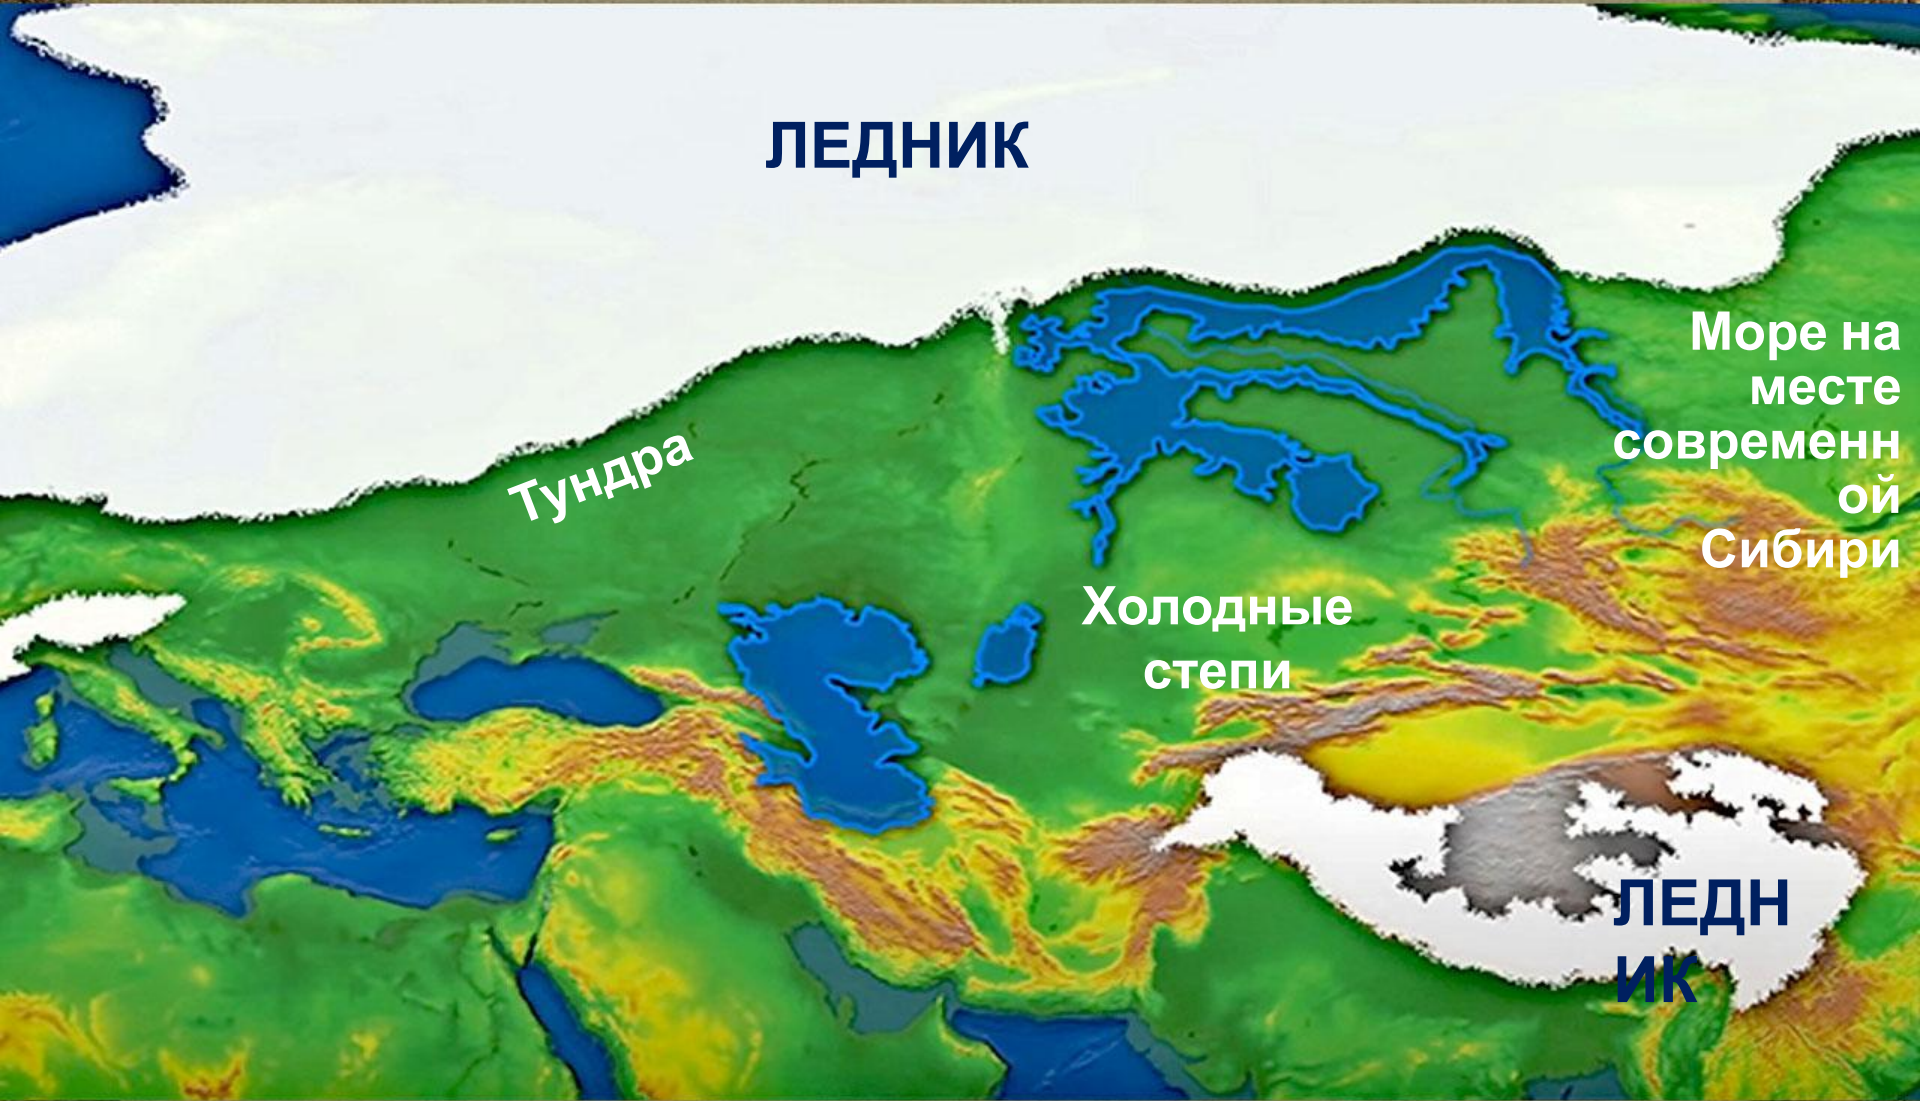 ЛЕДНИК
Море на
месте
современн
ой
Сибири
Тундра
Холодные
степи
ЛЕДН
ИК